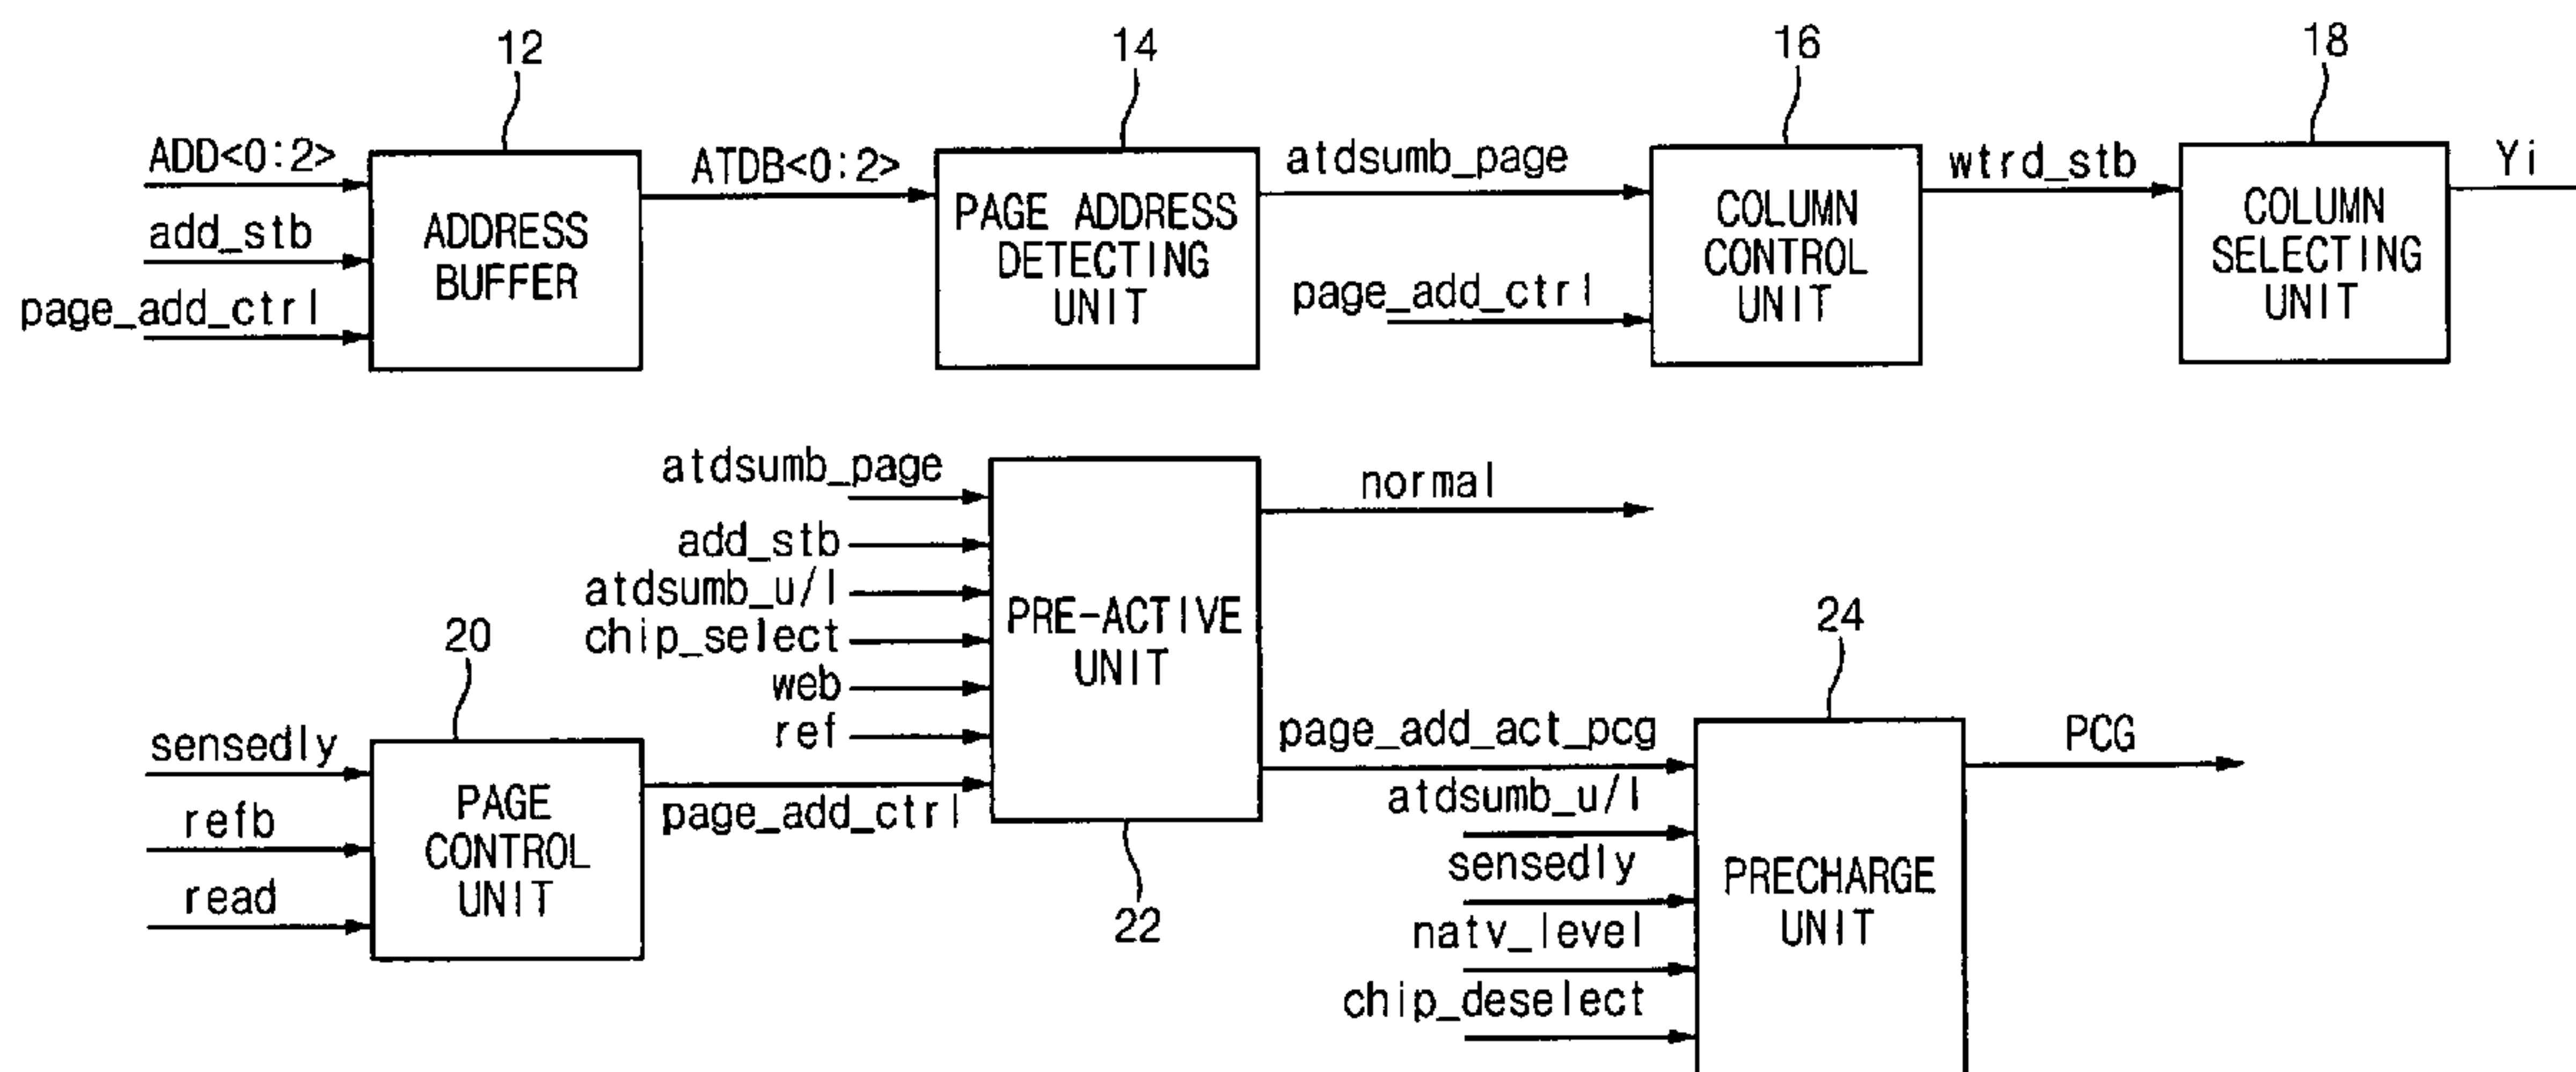 12
14
16
18
ADD<0:2>
add_stb
page_add_ctrl
ADDRESS
BUFFER
ATDB<0:2>
PAGE ADDRESS
DETECTING
UNIT
atdsumb_page
page_add_ctrl
COLUMN
CONTROL
UNIT
wtrd_stb
COLUMN
SELECTING
UNIT
Yi
20
sensedly
refb
read
PAGE
CONTROL
UNIT
atdsumb_page
add_stb
atdsumb_u/l
chip_select
web
ref
page_add_ctrl
PRE-ACTIVE
UNIT
22
normal
page_add_act_pcg
atdsumb_u/l
sensedly
natv_level
chip_deselect
24
PRECHARGE
UNIT
PCG